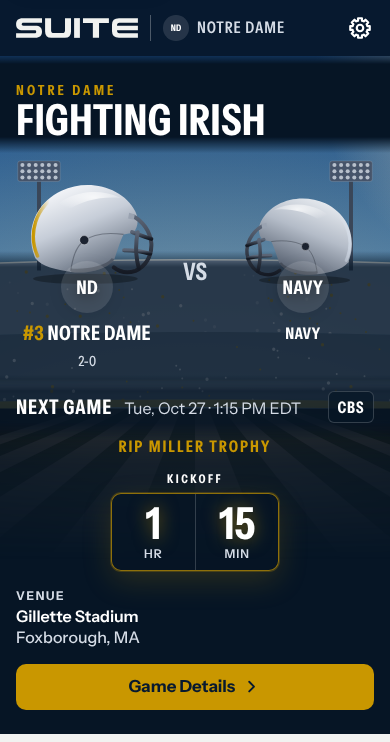 SUITE
ND NOTRE DAME
NOTRE DAME
FIGHTING IRISH
VS
ND
NAVY
#3 NOTRE DAME
NAVY
2-0
NEXT GAME Tue, Oct 27 · 1:15 PM EDT CBS
RIP MILLER TROPHY
KICKOFF
1 15
HR MIN
VENUE
Gillette Stadium
Foxborough, MA
Game Details